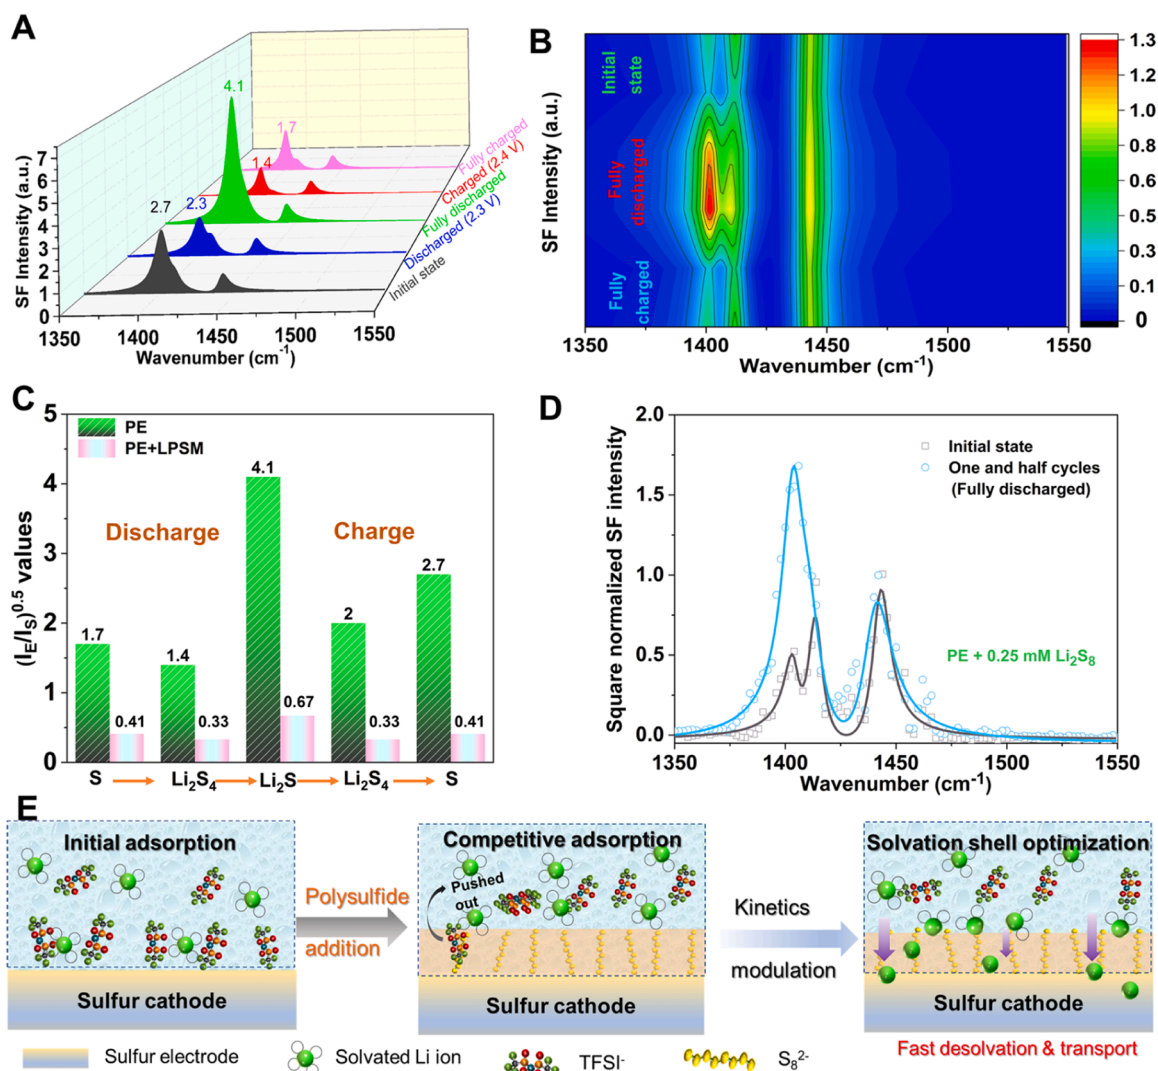 A
4.1
1.7
1.4
2.3
2.7
7
6
5
4
3
2
1
0
SF Intensity (a.u.)
Fully charged
Charged (2.4 V)
Fully discharged
Discharged (2.3 V)
Initial state
1350
1400
1450
1500
1550
Wavenumber (cm⁻¹)
B
SF Intensity (a.u.)
Initial
state
Fully
discharged
Fully
charged
1350
1400
1450
1500
1550
Wavenumber (cm⁻¹)
1.3
1.2
1.0
0.9
0.8
0.6
0.5
0.3
0.1
0
C
5
4
3
2
1
0
(I_E/I_S)^0.5 values
PE
PE+LPSM
Discharge
Charge
1.7
0.41
1.4
0.33
4.1
0.67
2
0.33
2.7
0.41
S
Li₂S₄
Li₂S
Li₂S₄
S
D
2.0
1.5
1.0
0.5
0.0
Square normalized SF intensity
Initial state
One and half cycles
(Fully discharged)
PE + 0.25 mM Li₂S₈
1350
1400
1450
1500
1550
Wavenumber (cm⁻¹)
E
Initial adsorption
Sulfur cathode
Polysulfide
addition
Competitive adsorption
Pushed
out
Sulfur cathode
Kinetics
modulation
Solvation shell optimization
Sulfur cathode
Fast desolvation & transport
Sulfur electrode
Solvated Li ion
TFSI⁻
S₈²⁻